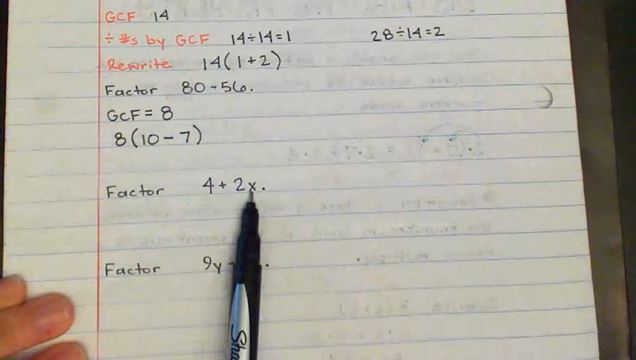 GCF 14
÷ #s by GCF 14÷14=1 28÷14=2
Rewrite 14(1+2)
Factor 80-56.
GCF = 8
8(10-7)
Factor 4+2x.
Factor 9y
Sha